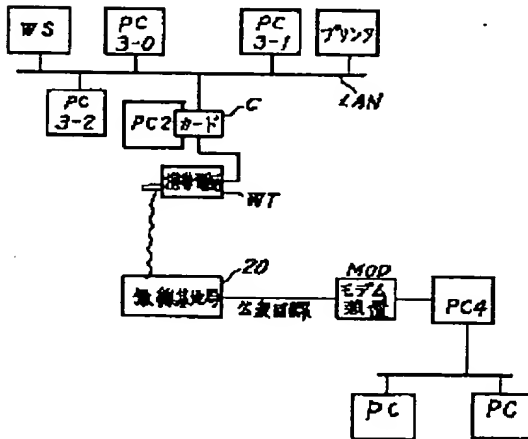 WS
PC
3-0
PC
3-1
プリンタ
LAN
PC
3-2
PC2
カード
C
携帯電話
WT
20
無線基地局
公衆回線
MOD
モデム
装置
PC4
PC
PC